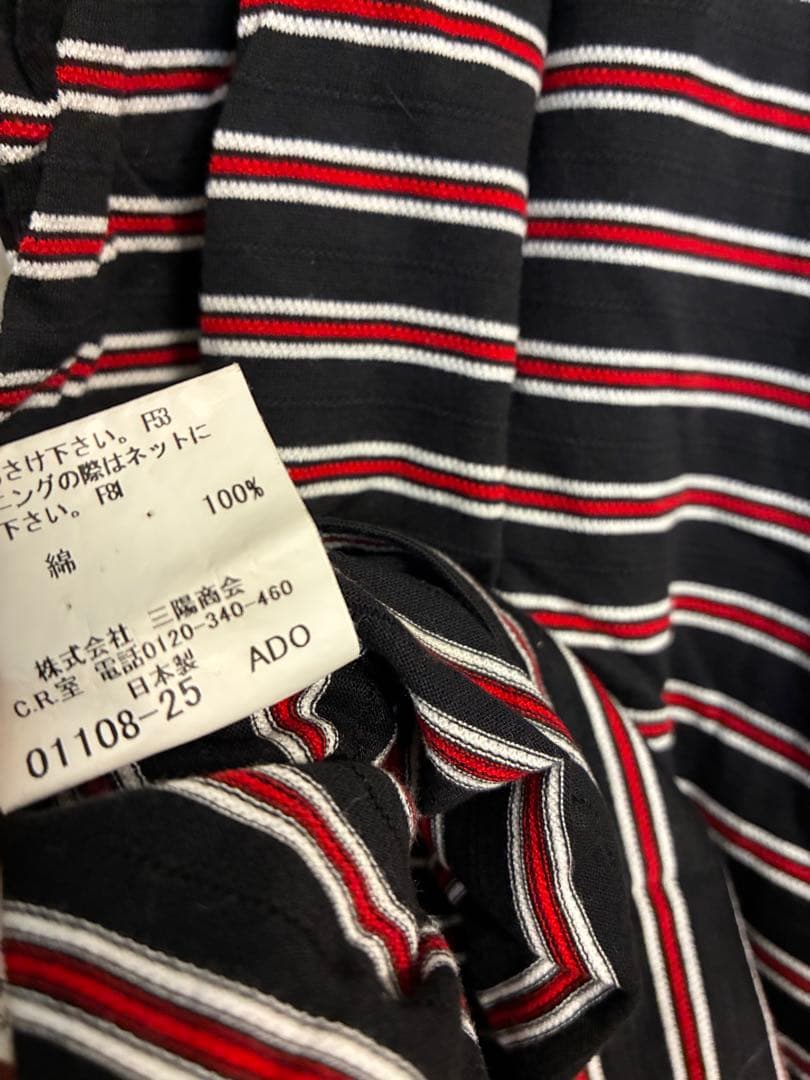 さけ下さい。F53
ニングの際はネットに
下さい。F81
綿 100%
株式会社 三陽商会
C.R.室 電話0120-340-460
日本製 ADO
01108-25